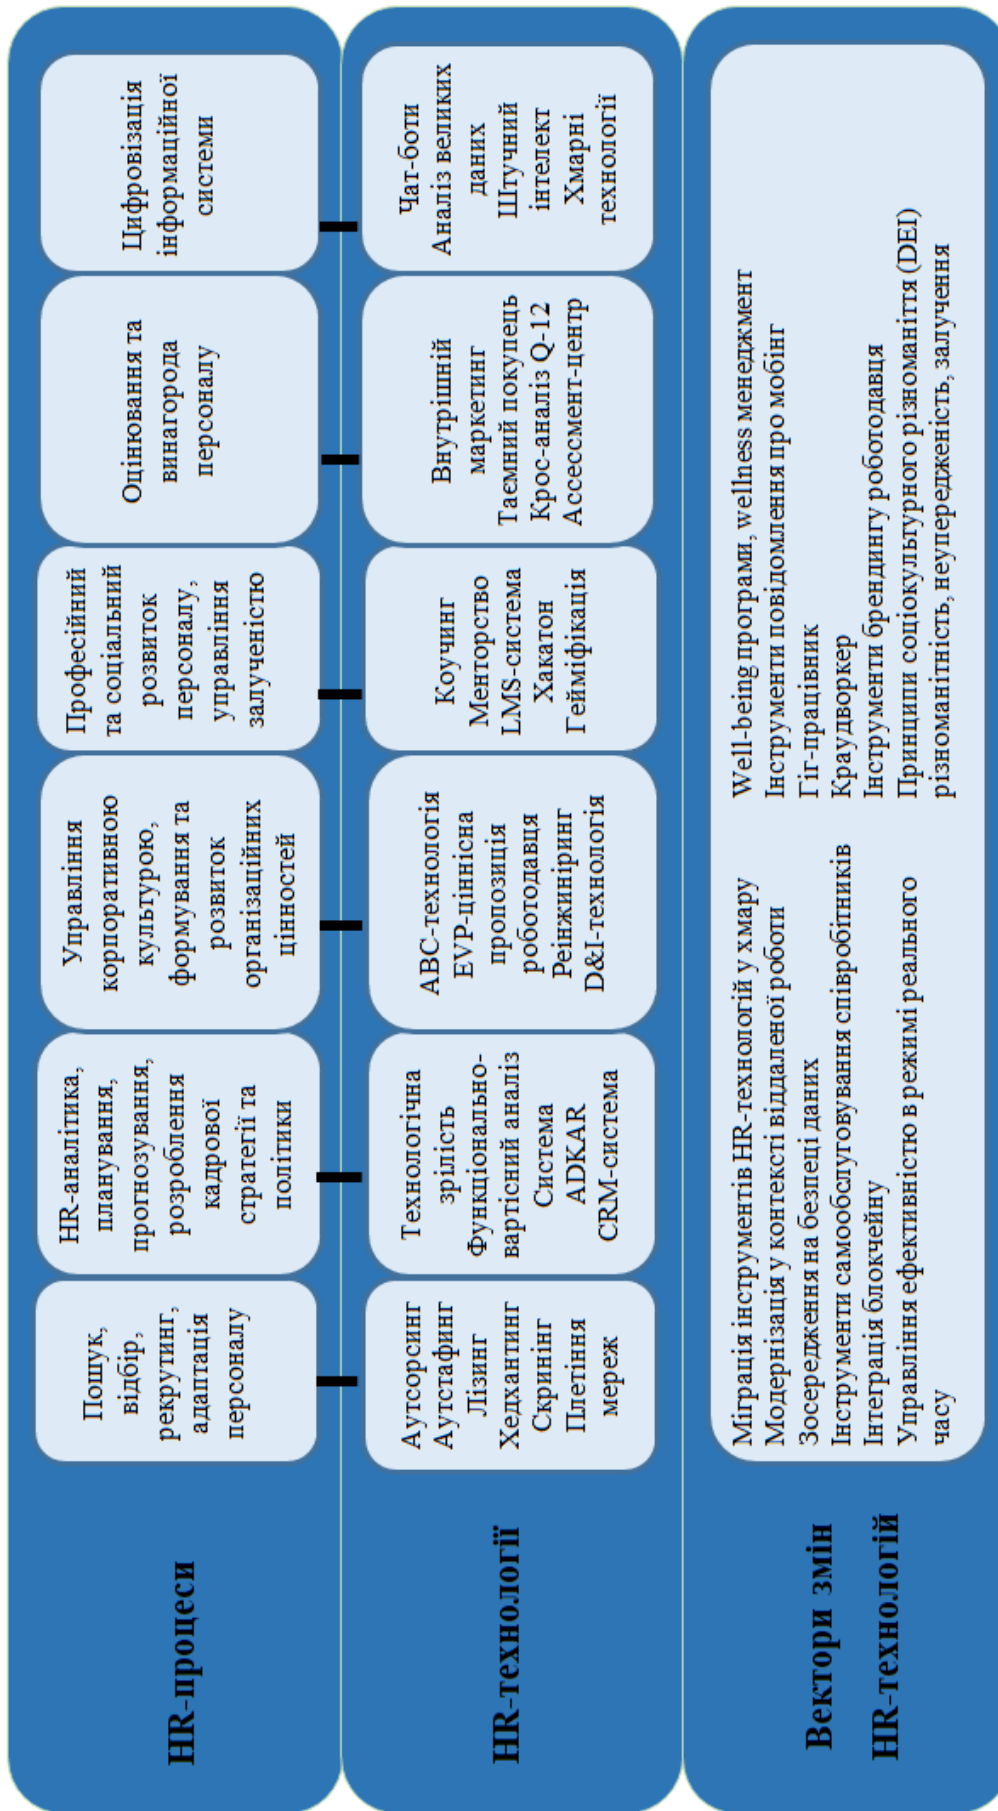 HR-процеси
Пошук,
відбір,
рекрутинг,
адаптація
персоналу
HR-аналітика,
планування,
прогнозування,
розроблення
кадрової
стратегії та
політики
Управління
корпоративною
культурою,
формування та
розвиток
організаційних
цінностей
Професійний
та соціальний
розвиток
персоналу,
управління
залученістю
Оцінювання та
винагорода
персоналу
Цифровізація
інформаційної
системи
HR-технології
Аутсорсинг
Аутстафинг
Лізинг
Хедхантинг
Скринінг
Плетіння
мереж
Технологічна
зрілість
Функціонально-
вартісний аналіз
Система
ADKAR
CRM-система
ABC-технологія
EVP-ціннісна
пропозиція
роботодавця
Реінжиніринг
D&I-технологія
Коучинг
Менторство
LMS-система
Хакатон
Гейміфікація
Внутрішній
маркетинг
Таємний покупець
Крос-аналіз Q-12
Ассессмент-центр
Чат-боти
Аналіз великих
даних
Штучний
інтелект
Хмарні
технології
Вектори змін
HR-технологій
Міграція інструментів HR-технологій у хмару
Модернізація у контексті віддаленої роботи
Зосередження на безпеці даних
Інструменти самообслуговування співробітників
Інтеграція блокчейну
Управління ефективністю в режимі реального
часу
Well-being програми, wellness менеджмент
Інструменти повідомлення про мобінг
Гіг-працівник
Краудворкер
Інструменти брендингу роботодавця
Принципи соціокультурного різноманіття (DEI)
різноманітність, неупередженість, залучення